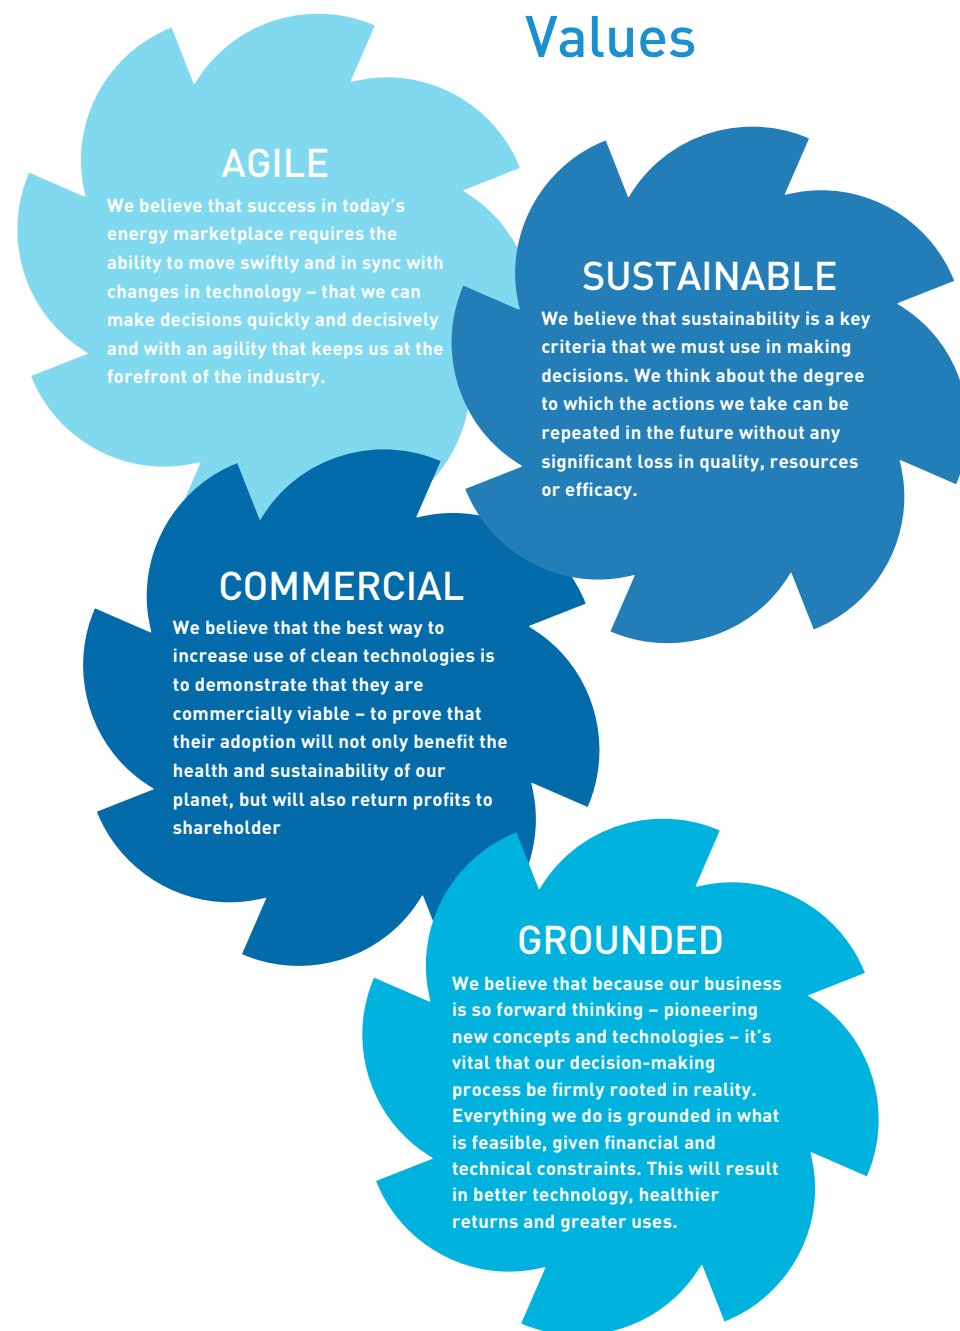 Values
AGILE
We believe that success in today's
energy marketplace requires the
ability to move swiftly and in sync with
changes in technology – that we can
make decisions quickly and decisively
and with an agility that keeps us at the
forefront of the industry.
SUSTAINABLE
We believe that sustainability is a key
criteria that we must use in making
decisions. We think about the degree
to which the actions we take can be
repeated in the future without any
significant loss in quality, resources
or efficacy.
COMMERCIAL
We believe that the best way to
increase use of clean technologies is
to demonstrate that they are
commercially viable – to prove that
their adoption will not only benefit the
health and sustainability of our
planet, but will also return profits to
shareholder
GROUNDED
We believe that because our business
is so forward thinking – pioneering
new concepts and technologies – it's
vital that our decision-making
process be firmly rooted in reality.
Everything we do is grounded in what
is feasible, given financial and
technical constraints. This will result
in better technology, healthier
returns and greater uses.